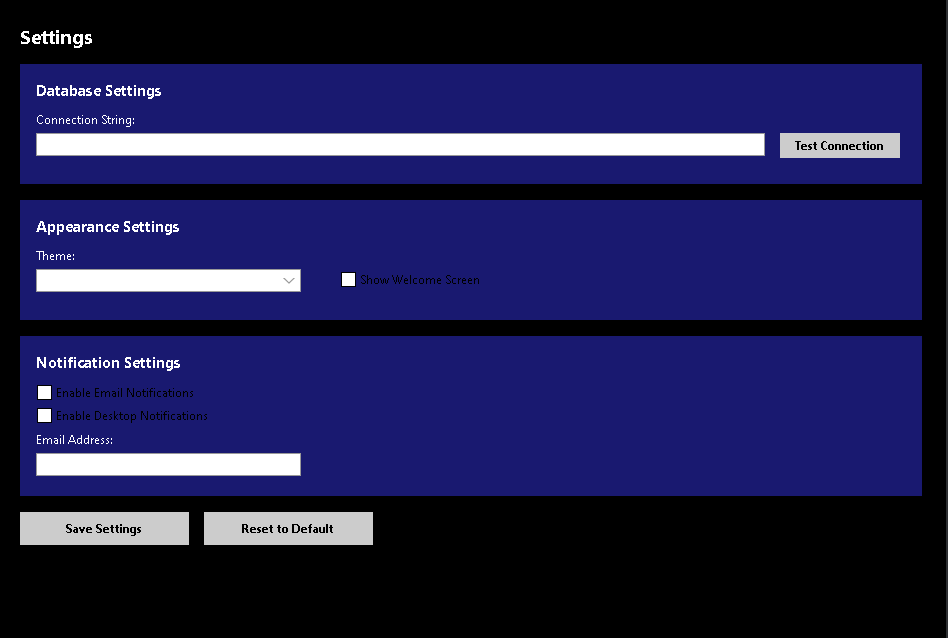 Settings
Database Settings
Connection String:
Test Connection
Appearance Settings
Theme:
Show Welcome Screen
Notification Settings
Enable Email Notifications
Enable Desktop Notifications
Email Address:
Save Settings
Reset to Default